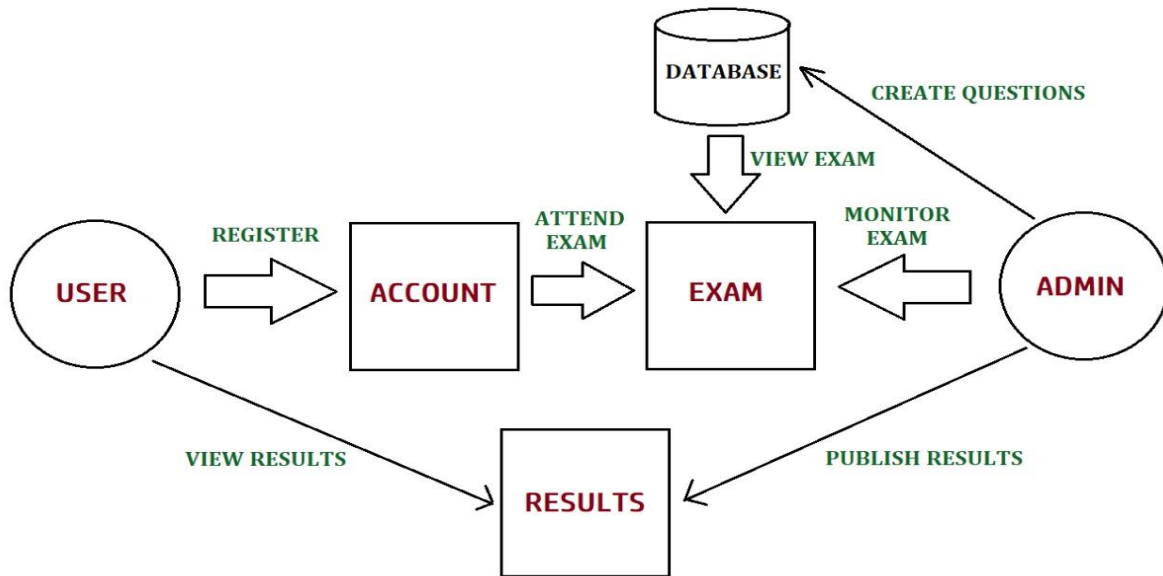 DATABASE
CREATE QUESTIONS
VIEW EXAM
REGISTER
ATTEND
EXAM
MONITOR
EXAM
USER
ACCOUNT
EXAM
ADMIN
VIEW RESULTS
PUBLISH RESULTS
RESULTS